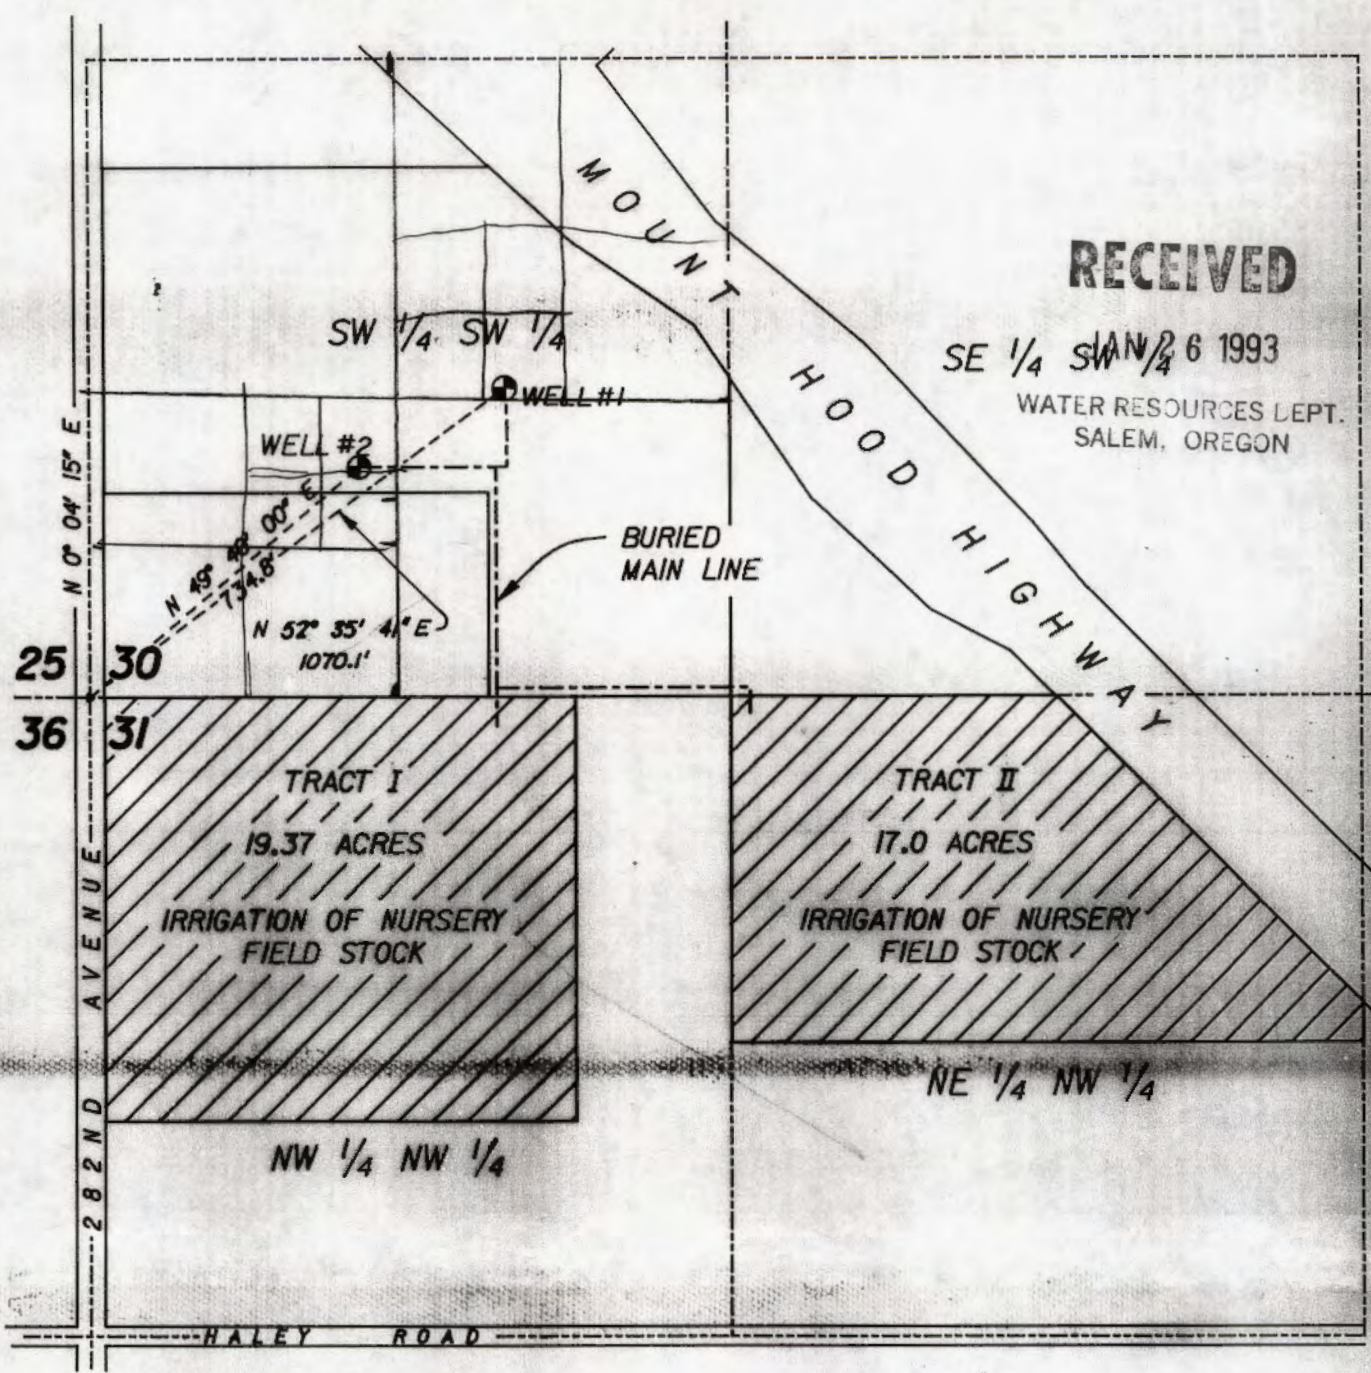 MOUNT HOOD HIGHWAY
RECEIVED
JAN 26 1993
WATER RESOURCES DEPT.
SALEM, OREGON
SW 1/4 SW 1/4
SE 1/4 SW 1/4
WELL #1
WELL #2
N 0° 04' 15" E
N 49° 48' 00" E
734.8'
BURIED
MAIN LINE
N 52° 35' 41" E
1070.1'
25 30
36 31
TRACT I
19.37 ACRES
IRRIGATION OF NURSERY
FIELD STOCK
TRACT II
17.0 ACRES
IRRIGATION OF NURSERY
FIELD STOCK
NE 1/4 NW 1/4
NW 1/4 NW 1/4
282ND AVENUE
HALEY ROAD